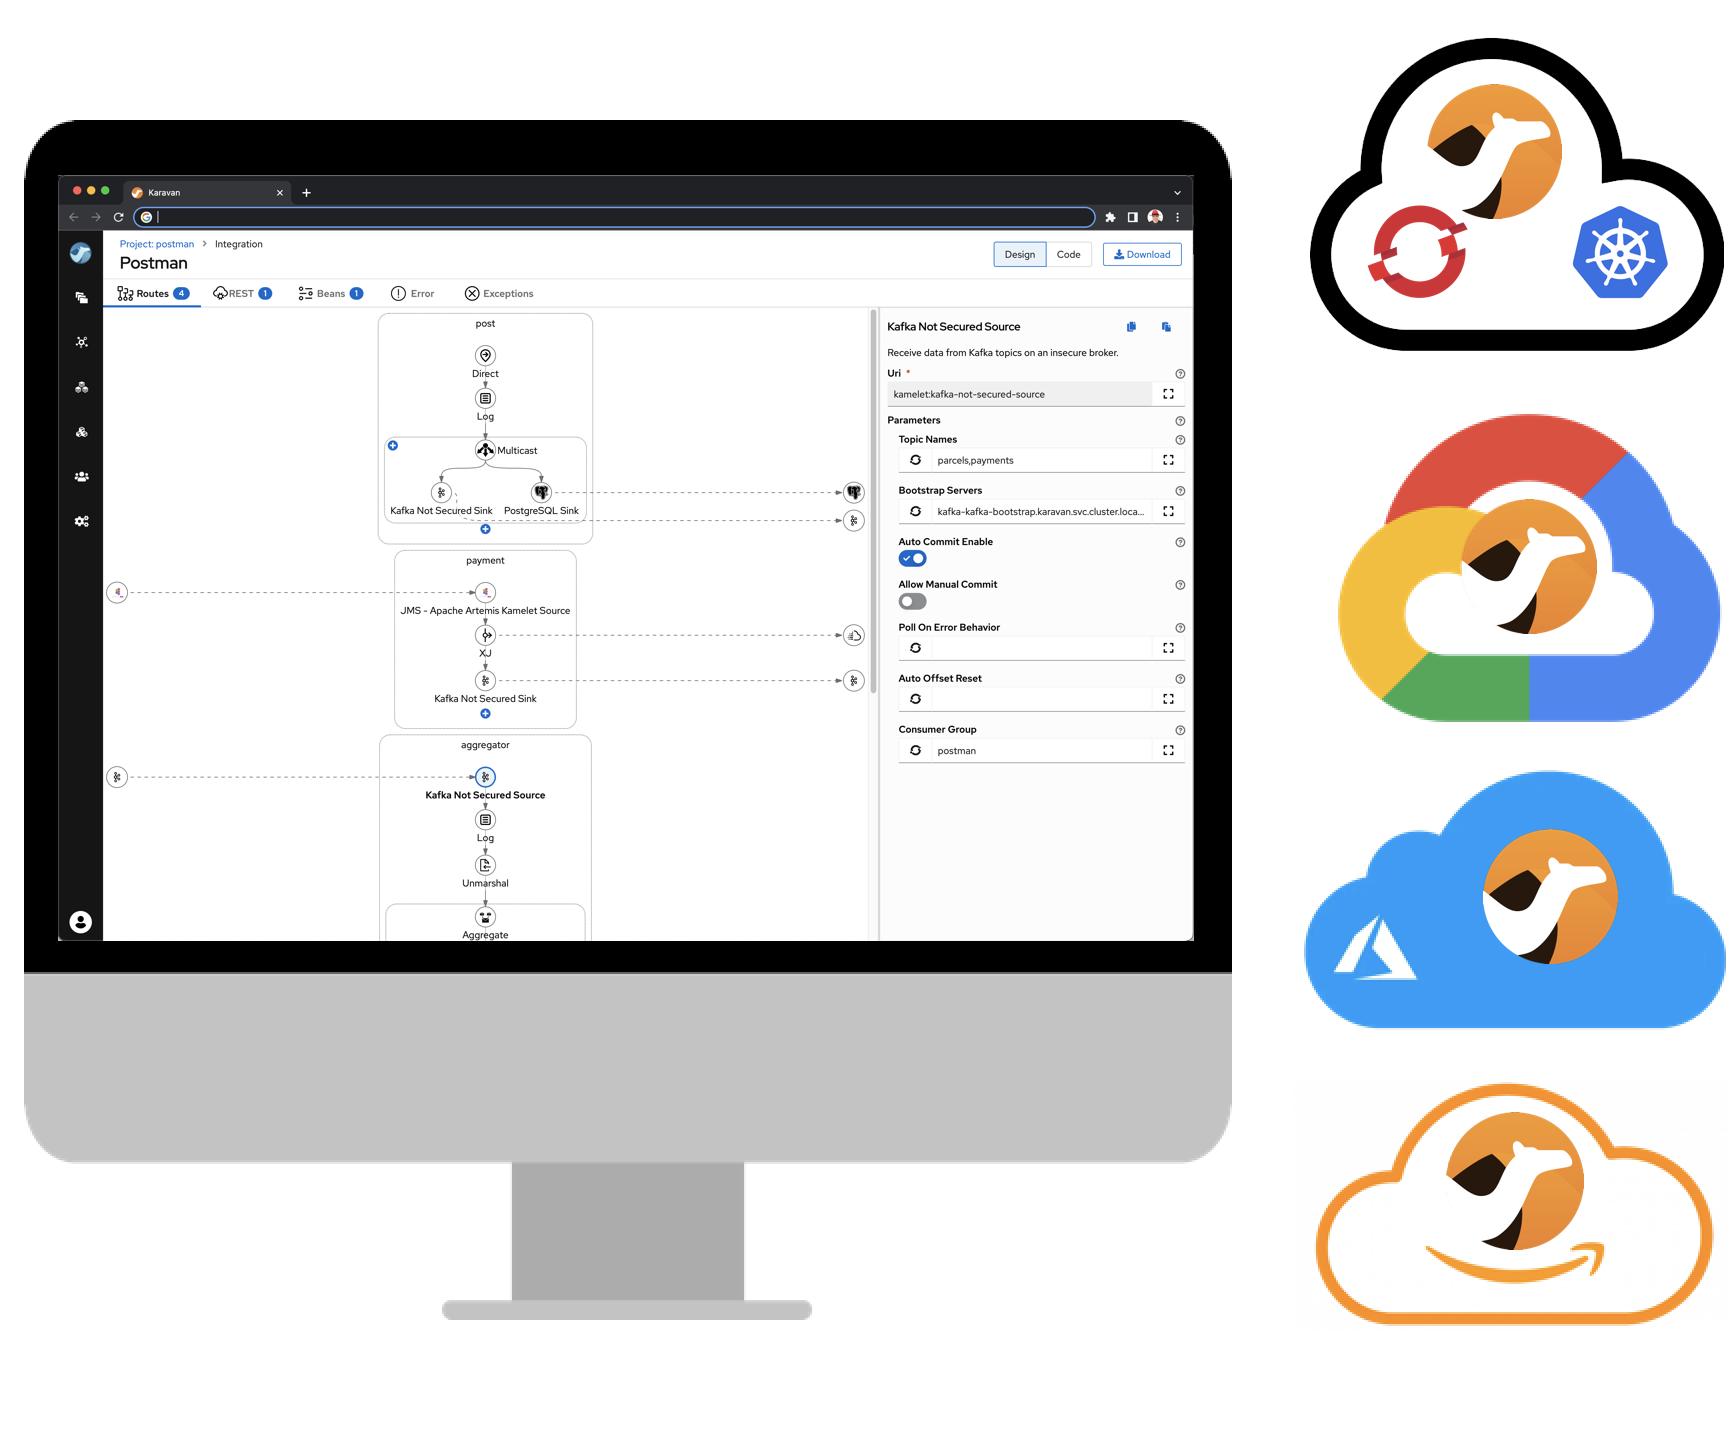 Karavan
Project: postman > Integration
Postman
Design
Code
Download
Routes 4
REST 1
Beans 1
Error
Exceptions
post
Direct
Log
Multicast
Kafka Not Secured Sink
PostgreSQL Sink
payment
JMS - Apache Artemis Kamelet Source
XJ
Kafka Not Secured Sink
aggregator
Kafka Not Secured Source
Log
Unmarshal
Aggregate
Kafka Not Secured Source
Receive data from Kafka topics on an insecure broker.
Uri *
kamelet:kafka-not-secured-source
Parameters
Topic Names
parcels,payments
Bootstrap Servers
kafka-kafka-bootstrap.karavan.svc.cluster.loca...
Auto Commit Enable
Allow Manual Commit
Poll On Error Behavior
Auto Offset Reset
Consumer Group
postman